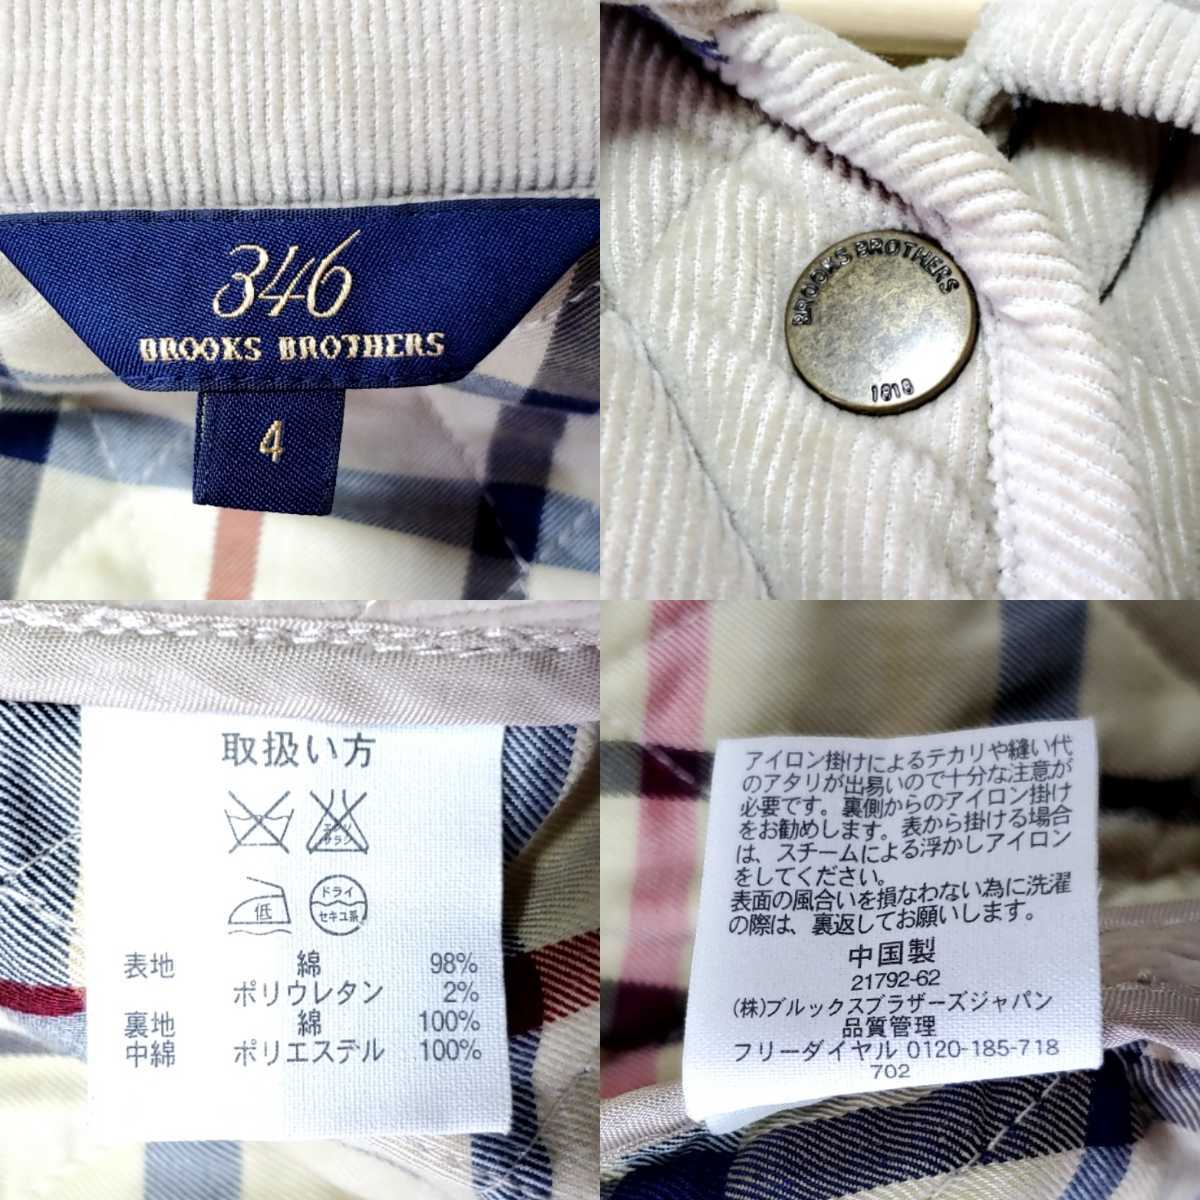 346
BROOKS BROTHERS
4
BROOKS BROTHERS
1818
取扱い方
エンソ
サラシ
低
ドライ
セキユ系
表地 綿 98%
ポリウレタン 2%
裏地 綿 100%
中綿 ポリエステル 100%
アイロン掛けによるテカリや縫い代
のアタリが出易いので十分な注意が
必要です。裏側からのアイロン掛け
をお勧めします。表から掛ける場合
は、スチームによる浮かしアイロン
をしてください。
表面の風合いを損なわない為に洗濯
の際は、裏返してお願いします。
中国製
21792-62
(株)ブルックスブラザーズジャパン
品質管理
フリーダイヤル 0120-185-718
702